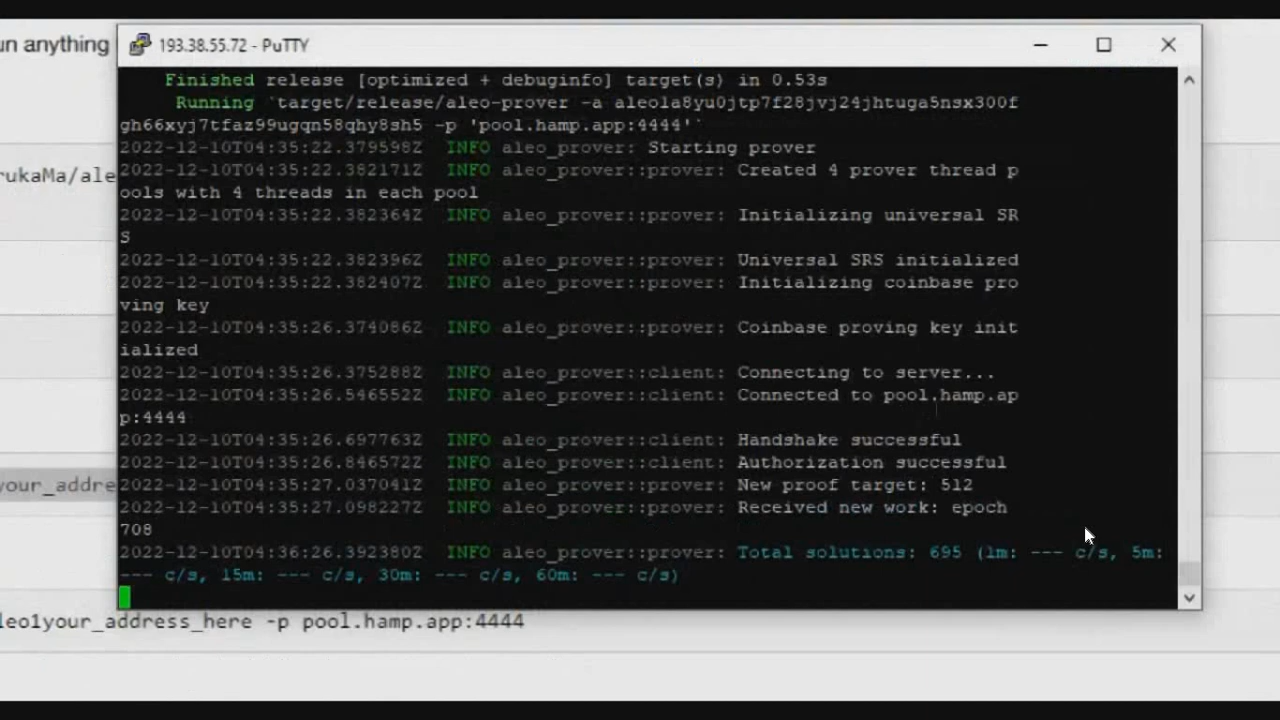 un anything
193.38.55.72 - PuTTY
Finished release [optimized + debuginfo] target(s) in 0.53s
Running `target/release/aleo-prover -a aleo1a8yu0jtp7f28jvj24jhtuga5nsx300f
gh66xyj7tfaz99ugqn58qhy8sh5 -p 'pool.hamp.app:4444'`
2022-12-10T04:35:22.379598Z INFO aleo_prover: Starting prover
rukaMa/ale
2022-12-10T04:35:22.382171Z INFO aleo_prover::prover: Created 4 prover thread p
ools with 4 threads in each pool
2022-12-10T04:35:22.382364Z INFO aleo_prover::prover: Initializing universal SR
S
2022-12-10T04:35:22.382396Z INFO aleo_prover::prover: Universal SRS initialized
2022-12-10T04:35:22.382407Z INFO aleo_prover::prover: Initializing coinbase pro
ving key
2022-12-10T04:35:26.374086Z INFO aleo_prover::prover: Coinbase proving key init
ialized
2022-12-10T04:35:26.375288Z INFO aleo_prover::client: Connecting to server...
2022-12-10T04:35:26.546552Z INFO aleo_prover::client: Connected to pool.hamp.ap
p:4444
2022-12-10T04:35:26.697763Z INFO aleo_prover::client: Handshake successful
2022-12-10T04:35:26.846572Z INFO aleo_prover::client: Authorization successful
your_addre
2022-12-10T04:35:27.037041Z INFO aleo_prover::prover: New proof target: 512
2022-12-10T04:35:27.098227Z INFO aleo_prover::prover: Received new work: epoch
708
2022-12-10T04:36:26.392380Z INFO aleo_prover::prover: Total solutions: 695 (1m: --- c/s, 5m:
--- c/s, 15m: --- c/s, 30m: --- c/s, 60m: --- c/s)
leo1your_address_here -p pool.hamp.app:4444